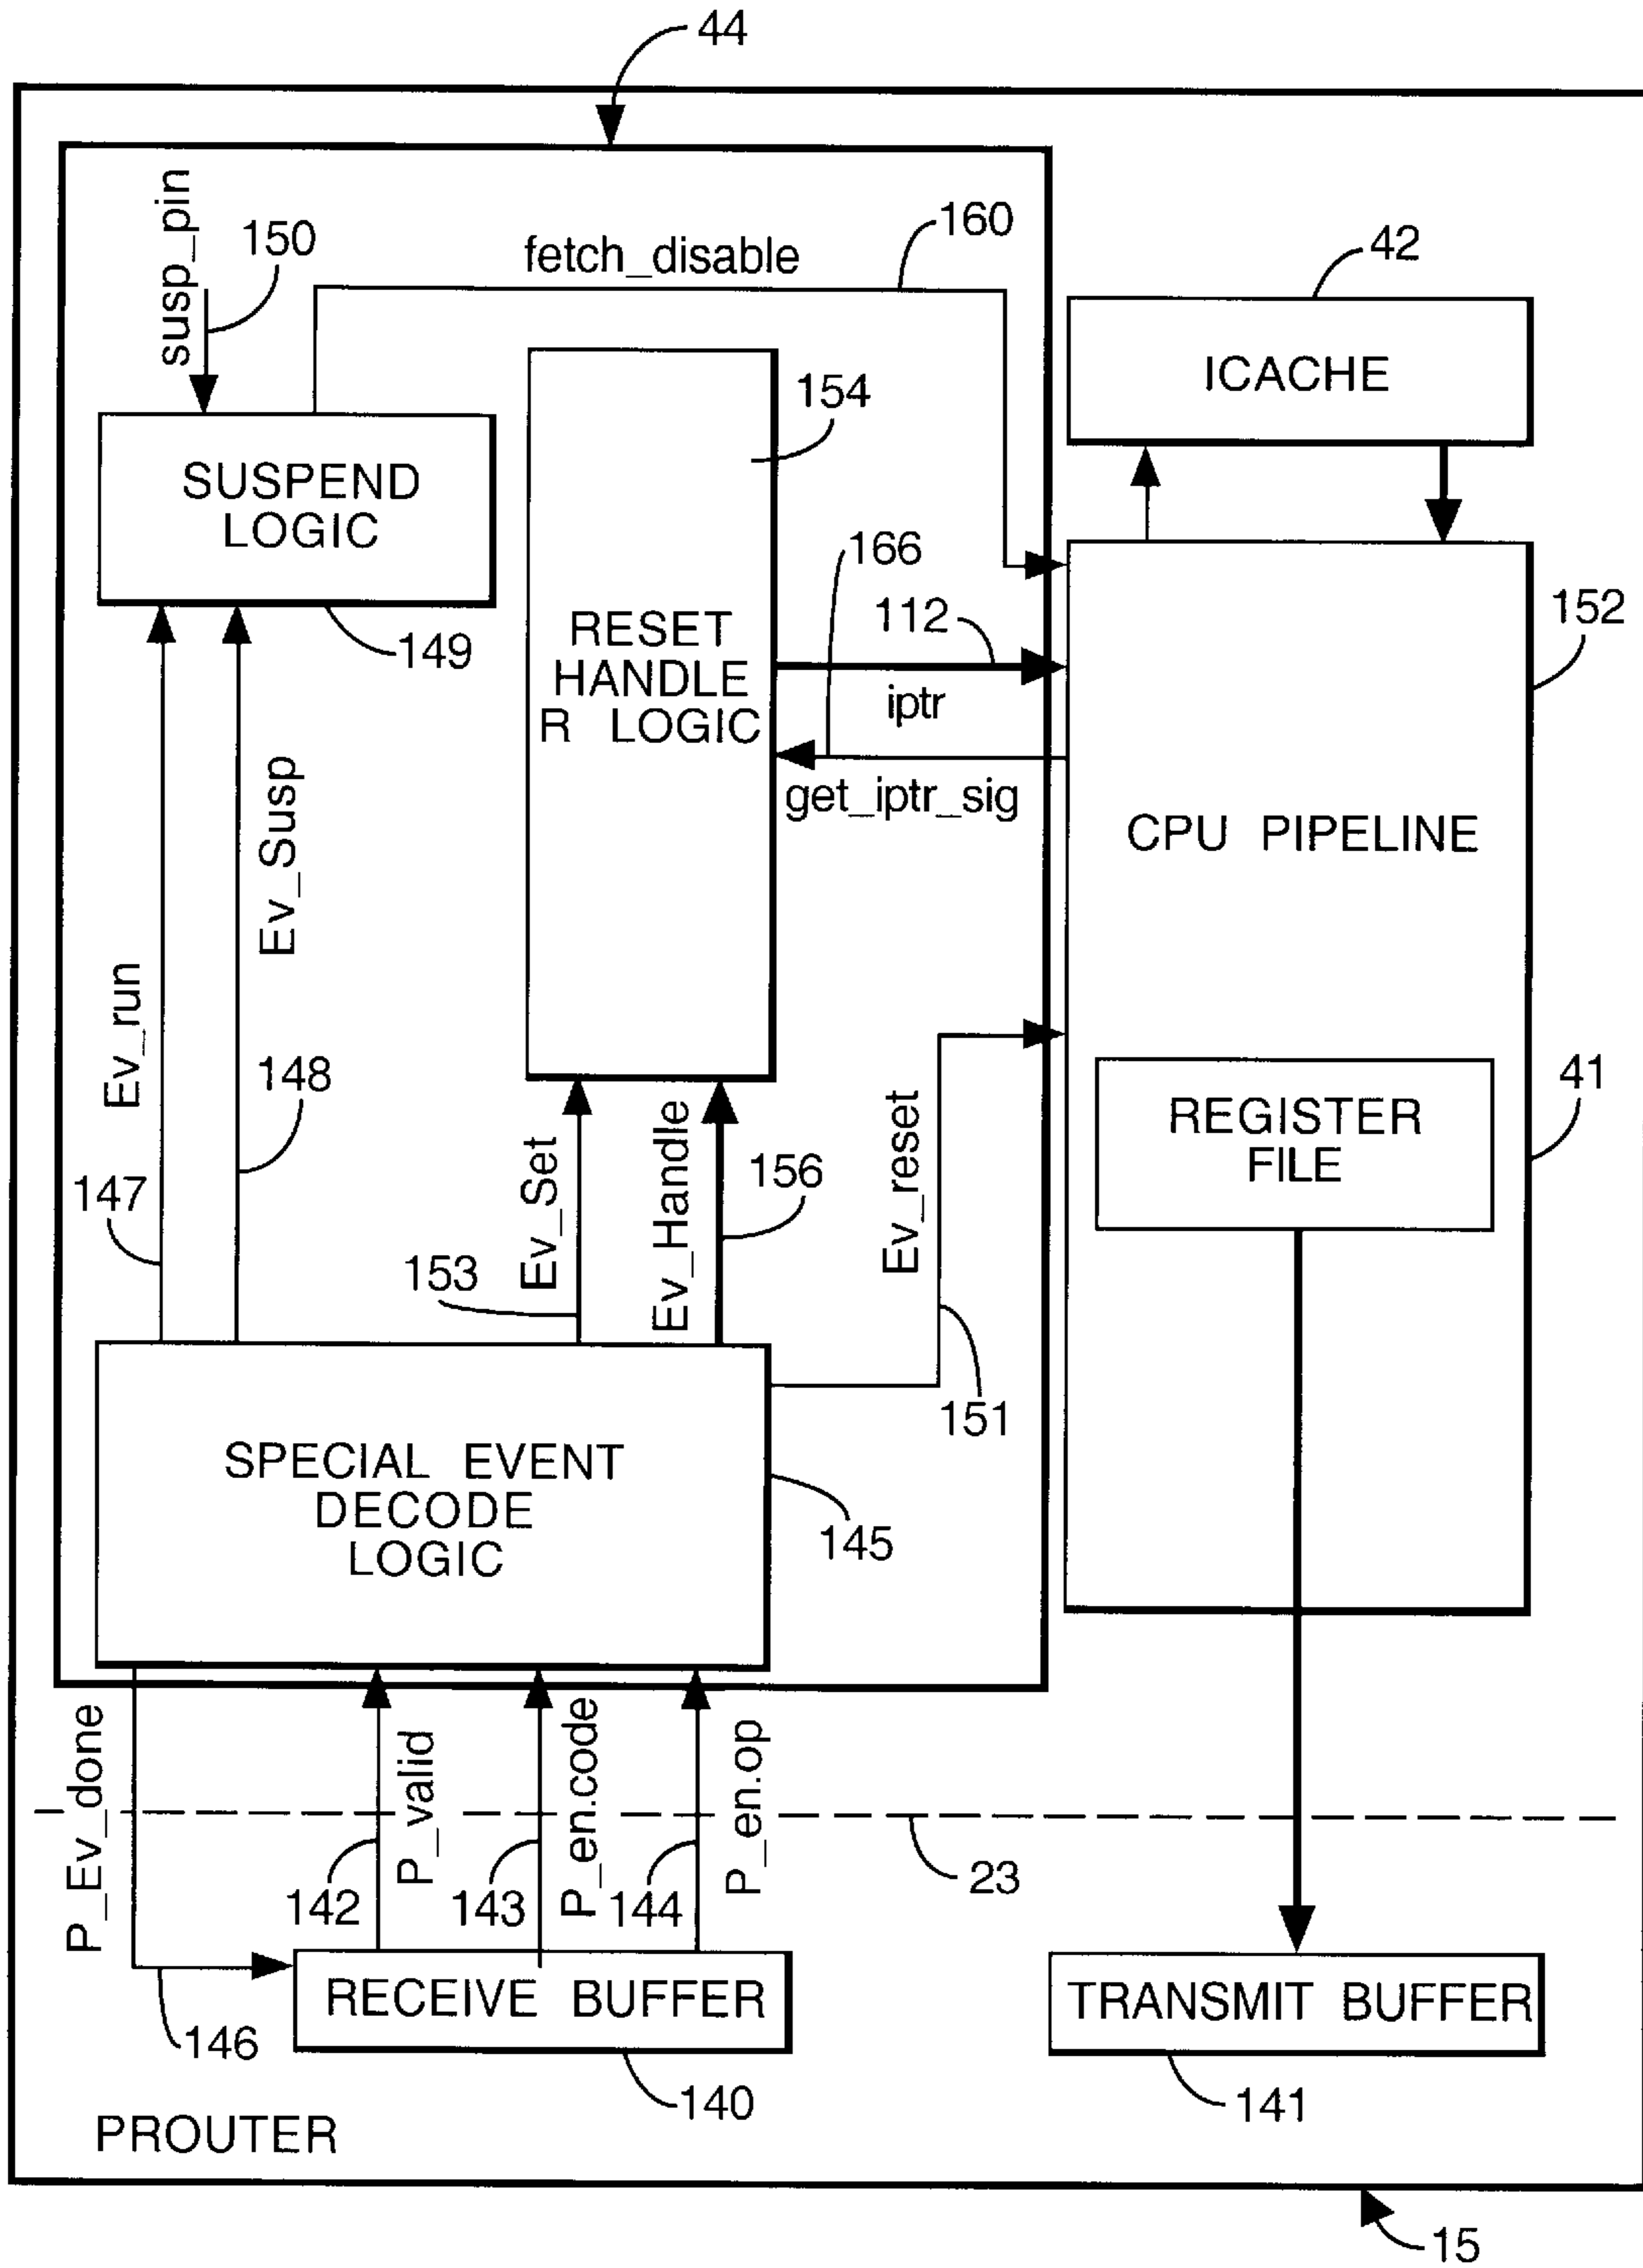 44
susp_pin
150
fetch_disable
160
42
ICACHE
154
SUSPEND
LOGIC
149
166
112
iptr
get_iptr_sig
RESET
HANDLE
R LOGIC
152
CPU PIPELINE
Ev_run
Ev_Susp
147
148
153
Ev_Set
Ev_Handle
156
Ev_reset
151
REGISTER
FILE
41
SPECIAL EVENT
DECODE
LOGIC
145
P_Ev_done
142
P_valid
143
P_en.code
144
P_en.op
23
146
RECEIVE BUFFER
140
TRANSMIT BUFFER
141
PROUTER
15